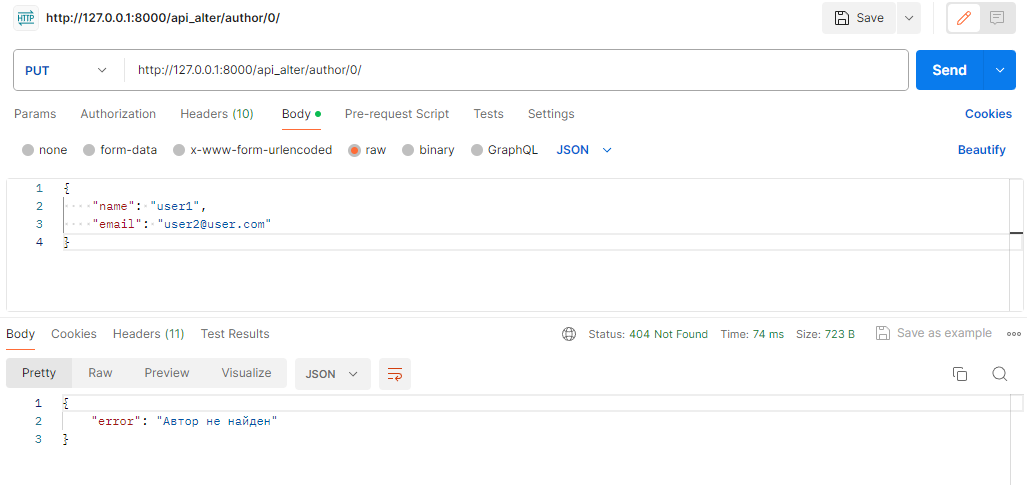 HTTP http://127.0.0.1:8000/api_alter/author/0/ Save
PUT http://127.0.0.1:8000/api_alter/author/0/ Send
Params Authorization Headers (10) Body Pre-request Script Tests Settings Cookies
none form-data x-www-form-urlencoded raw binary GraphQL JSON Beautify
1 {
2 "name": "user1",
3 "email": "user2@user.com"
4 }
Body Cookies Headers (11) Test Results Status: 404 Not Found Time: 74 ms Size: 723 B Save as example
Pretty Raw Preview Visualize JSON
1 {
2 "error": "Автор не найден"
3 }